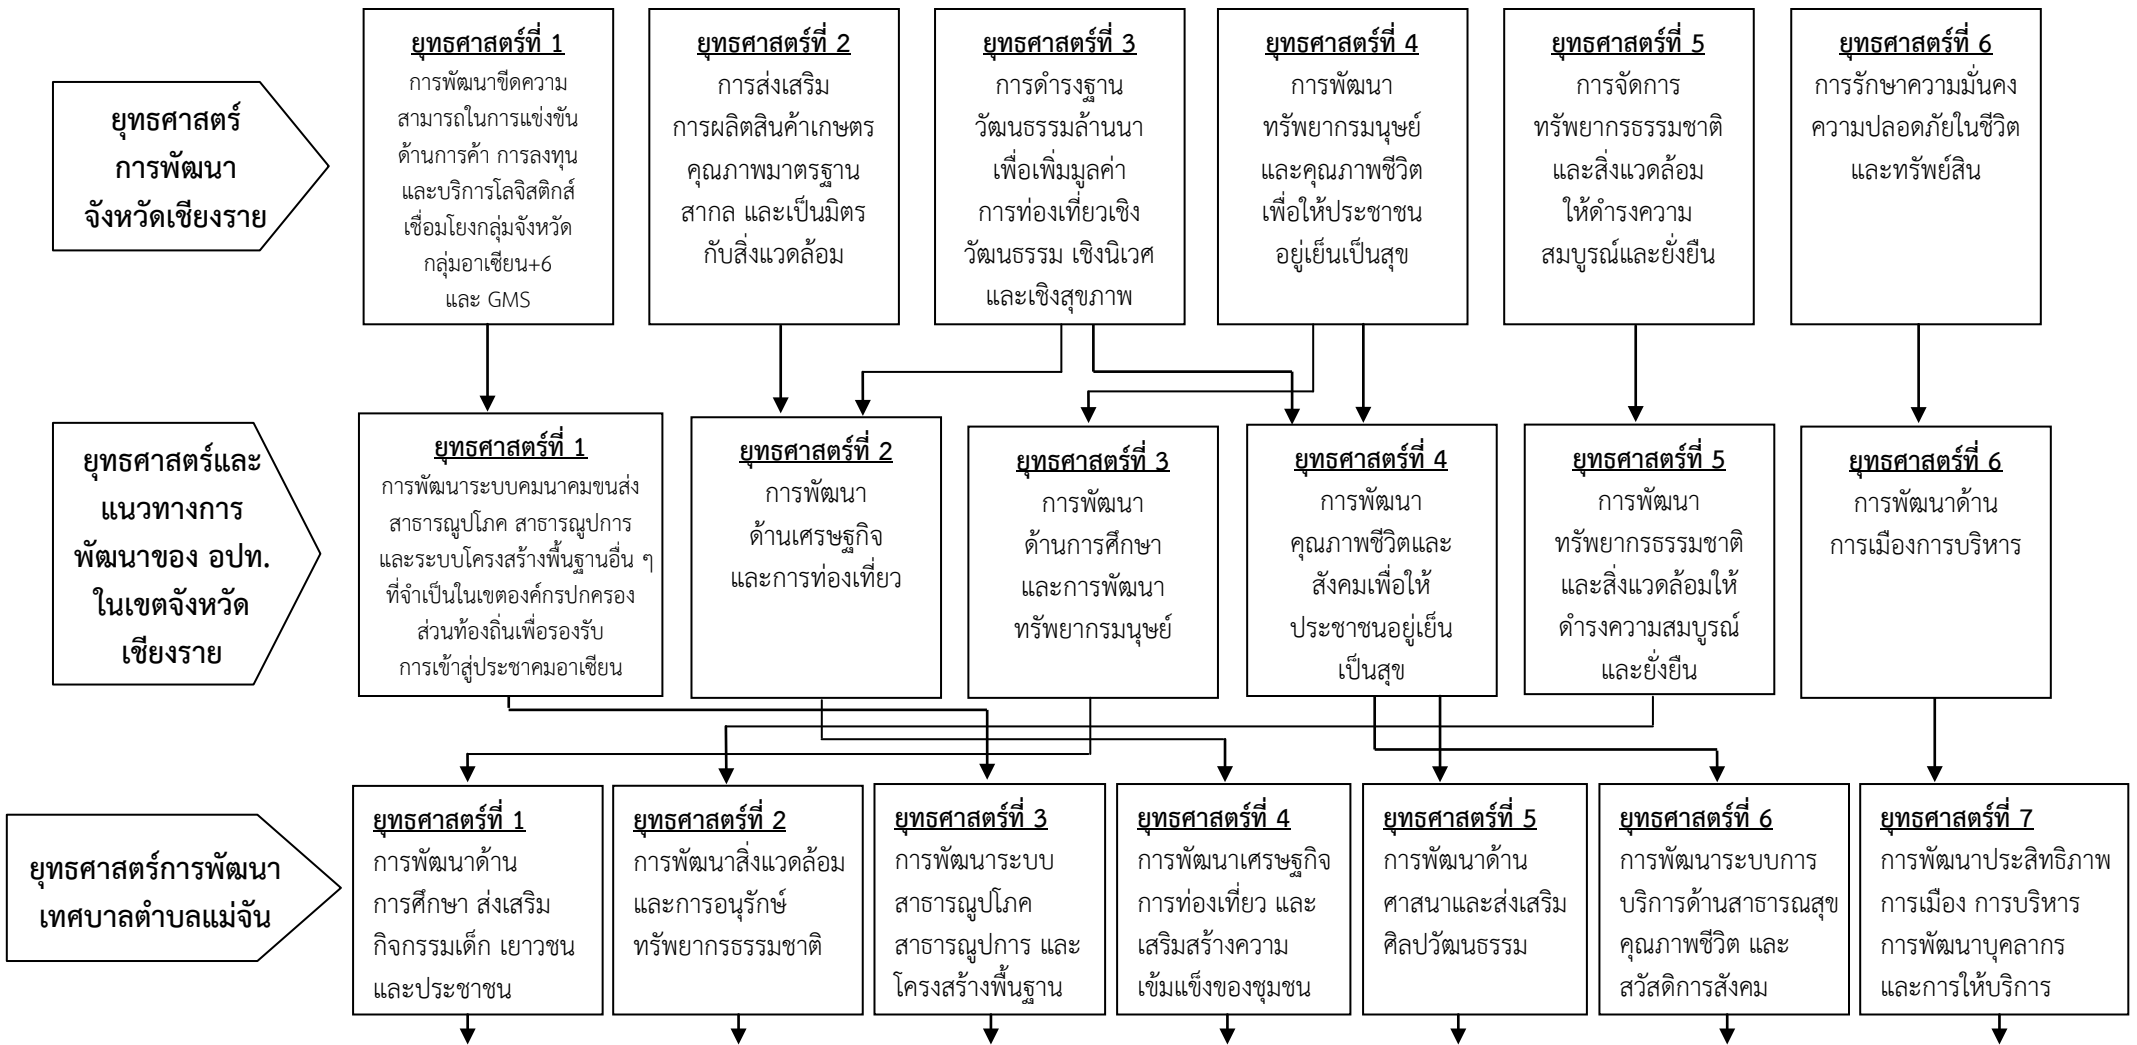 ยุทธศาสตร์
การพัฒนา
จังหวัดเชียงราย
ยุทธศาสตร์ที่ 1
การพัฒนาขีดความ
สามารถในการแข่งขัน
ด้านการค้า การลงทุน
และบริการโลจิสติกส์
เชื่อมโยงกลุ่มจังหวัด
กลุ่มอาเซียน+6
และ GMS
ยุทธศาสตร์ที่ 2
การส่งเสริม
การผลิตสินค้าเกษตร
คุณภาพมาตรฐาน
สากล และเป็นมิตร
กับสิ่งแวดล้อม
ยุทธศาสตร์ที่ 3
การดำรงฐาน
วัฒนธรรมล้านนา
เพื่อเพิ่มมูลค่า
การท่องเที่ยวเชิง
วัฒนธรรม เชิงนิเวศ
และเชิงสุขภาพ
ยุทธศาสตร์ที่ 4
การพัฒนา
ทรัพยากรมนุษย์
และคุณภาพชีวิต
เพื่อให้ประชาชน
อยู่เย็นเป็นสุข
ยุทธศาสตร์ที่ 5
การจัดการ
ทรัพยากรธรรมชาติ
และสิ่งแวดล้อม
ให้ดำรงความ
สมบูรณ์และยั่งยืน
ยุทธศาสตร์ที่ 6
การรักษาความมั่นคง
ความปลอดภัยในชีวิต
และทรัพย์สิน
ยุทธศาสตร์และ
แนวทางการ
พัฒนาของ อปท.
ในเขตจังหวัด
เชียงราย
ยุทธศาสตร์ที่ 1
การพัฒนาระบบคมนาคมขนส่ง
สาธารณูปโภค สาธารณูปการ
และระบบโครงสร้างพื้นฐานอื่น ๆ
ที่จำเป็นในเขตองค์กรปกครอง
ส่วนท้องถิ่นเพื่อรองรับ
การเข้าสู่ประชาคมอาเซียน
ยุทธศาสตร์ที่ 2
การพัฒนา
ด้านเศรษฐกิจ
และการท่องเที่ยว
ยุทธศาสตร์ที่ 3
การพัฒนา
ด้านการศึกษา
และการพัฒนา
ทรัพยากรมนุษย์
ยุทธศาสตร์ที่ 4
การพัฒนา
คุณภาพชีวิตและ
สังคมเพื่อให้
ประชาชนอยู่เย็น
เป็นสุข
ยุทธศาสตร์ที่ 5
การพัฒนา
ทรัพยากรธรรมชาติ
และสิ่งแวดล้อมให้
ดำรงความสมบูรณ์
และยั่งยืน
ยุทธศาสตร์ที่ 6
การพัฒนาด้าน
การเมืองการบริหาร
ยุทธศาสตร์การพัฒนา
เทศบาลตำบลแม่จัน
ยุทธศาสตร์ที่ 1
การพัฒนาด้าน
การศึกษา ส่งเสริม
กิจกรรมเด็ก เยาวชน
และประชาชน
ยุทธศาสตร์ที่ 2
การพัฒนาสิ่งแวดล้อม
และการอนุรักษ์
ทรัพยากรธรรมชาติ
ยุทธศาสตร์ที่ 3
การพัฒนาระบบ
สาธารณูปโภค
สาธารณูปการ และ
โครงสร้างพื้นฐาน
ยุทธศาสตร์ที่ 4
การพัฒนาเศรษฐกิจ
การท่องเที่ยว และ
เสริมสร้างความ
เข้มแข็งของชุมชน
ยุทธศาสตร์ที่ 5
การพัฒนาด้าน
ศาสนาและส่งเสริม
ศิลปวัฒนธรรม
ยุทธศาสตร์ที่ 6
การพัฒนาระบบการ
บริการด้านสาธารณสุข
คุณภาพชีวิต และ
สวัสดิการสังคม
ยุทธศาสตร์ที่ 7
การพัฒนาประสิทธิภาพ
การเมือง การบริหาร
การพัฒนาบุคลากร
และการให้บริการ